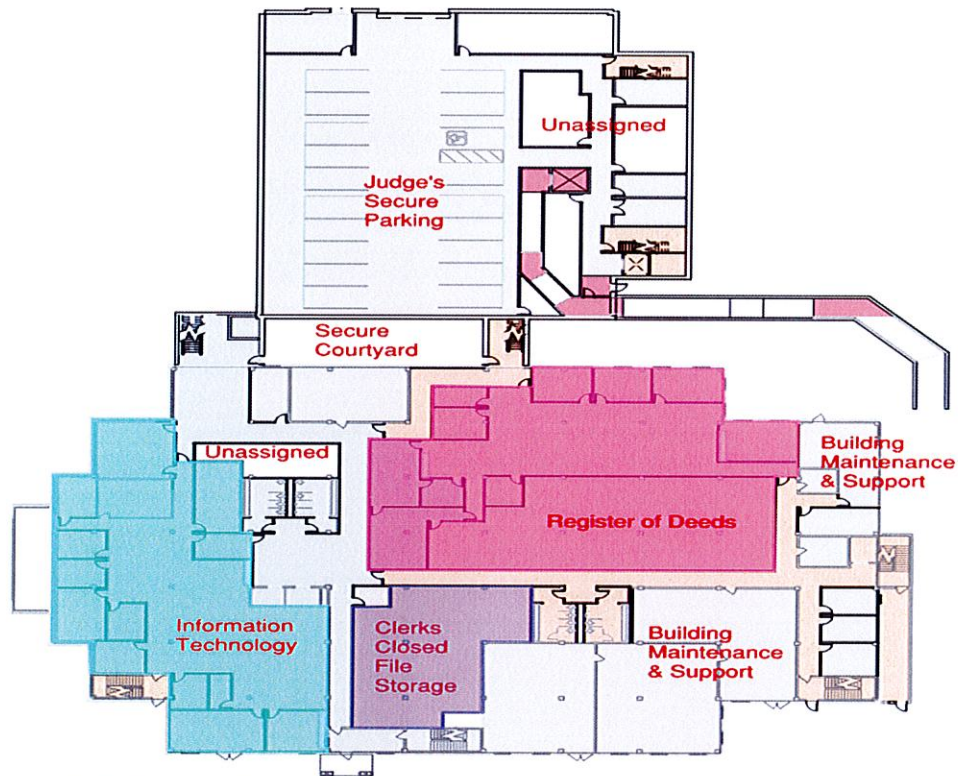 Unassigned
Judge's
Secure
Parking
Secure
Courtyard
Unassigned
Building
Maintenance
& Support
Register of Deeds
Information
Technology
Clerks
Closed
File
Storage
Building
Maintenance
& Support